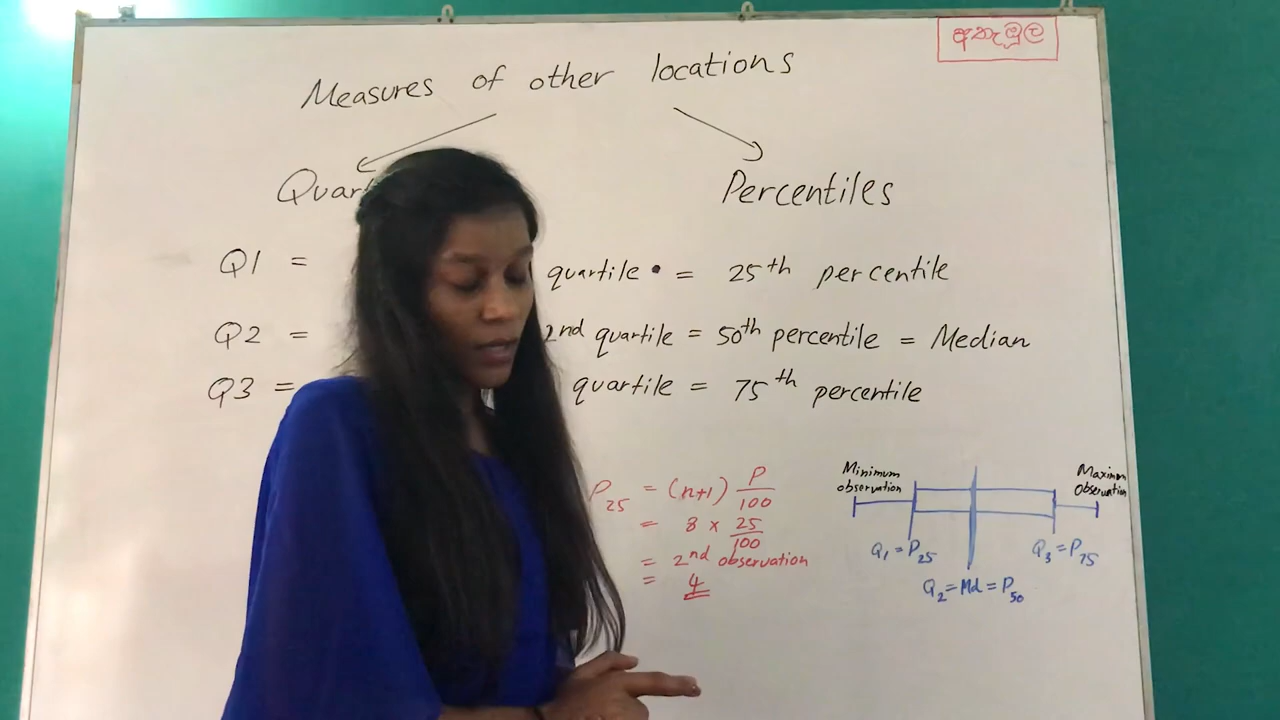 අතැඹුල
Measures of other locations
Percentiles
Q1 = quartile • = 25th percentile
Q2 = 2nd quartile = 50th percentile = Median
Q3 = quartile = 75th percentile
P25 = (n+1) P/100
= 8 × 25/100
= 2nd observation
= 4
Minimum observation
Maximum Observation
Q1 = P25
Q3 = P75
Q2 = Md = P50